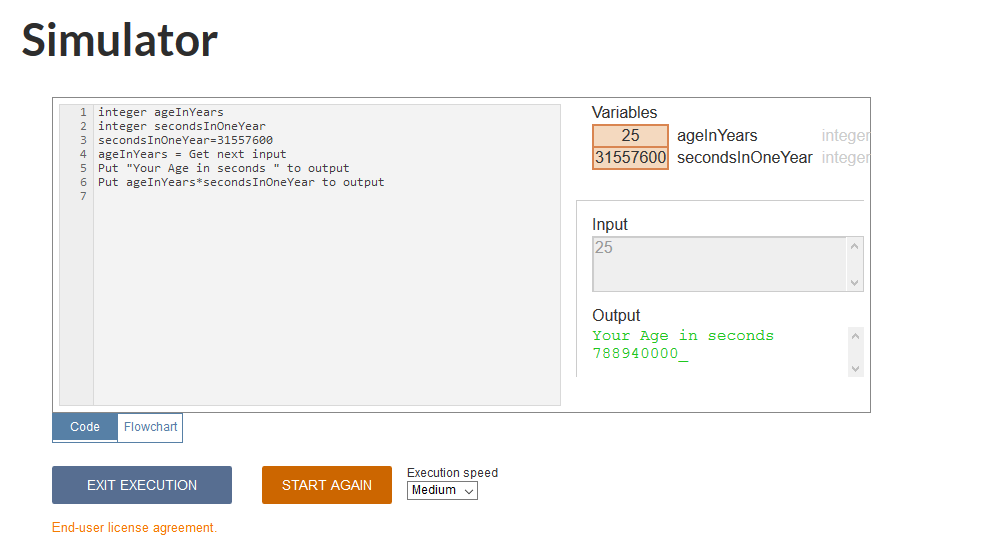 Simulator
1 integer ageInYears
2 integer secondsInOneYear
3 secondsInOneYear=31557600
4 ageInYears = Get next input
5 Put "Your Age in seconds " to output
6 Put ageInYears*secondsInOneYear to output
7
Variables
25 ageInYears integer
31557600 secondsInOneYear integer
Input
25
Output
Your Age in seconds
788940000_
Code Flowchart
EXIT EXECUTION
START AGAIN
Execution speed
Medium
End-user license agreement.